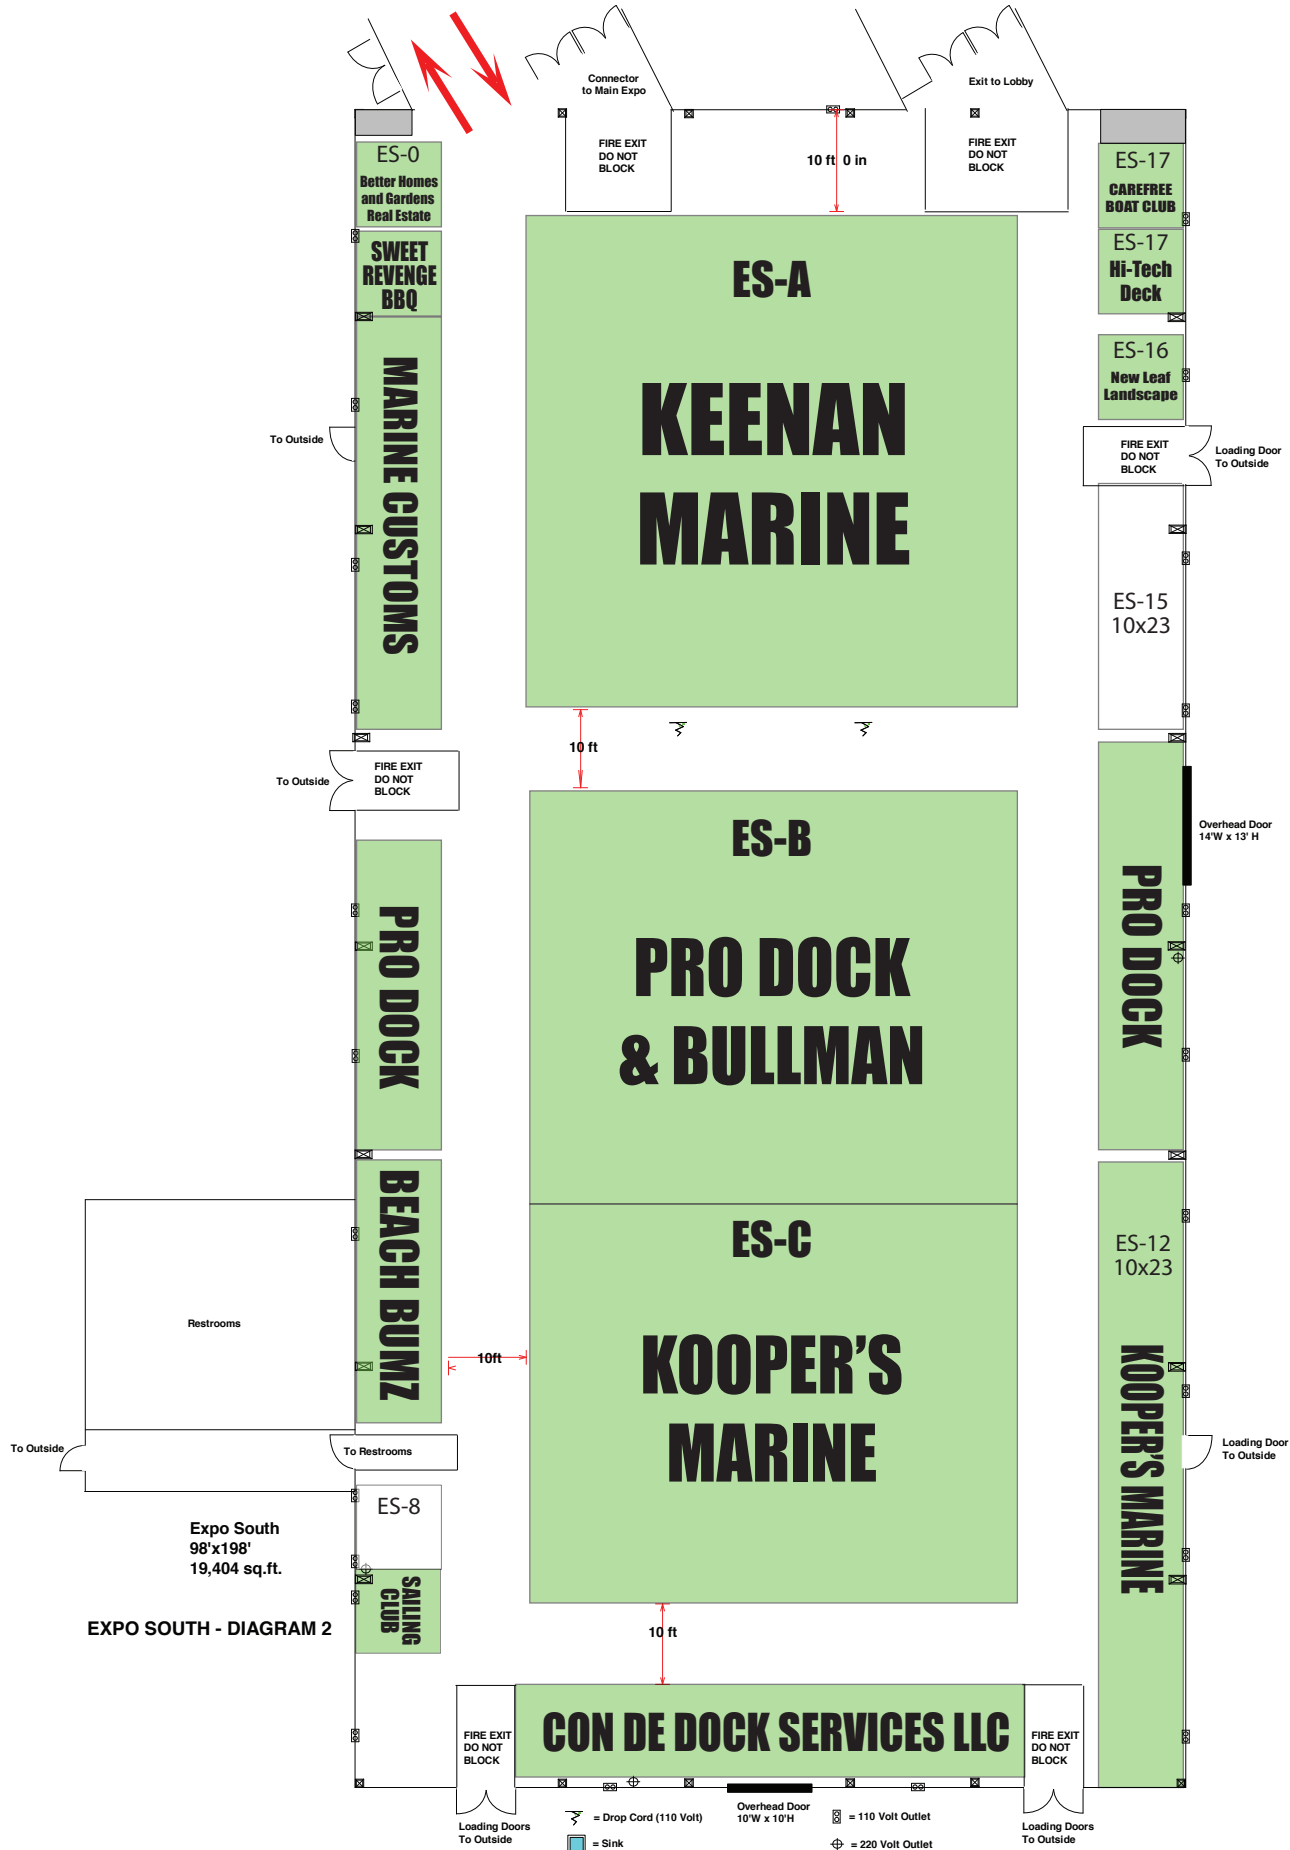 Connector
to Main Expo
Exit to Lobby
FIRE EXIT
DO NOT
BLOCK
10 ft 0 in
FIRE EXIT
DO NOT
BLOCK
ES-0
Better Homes
and Gardens
Real Estate
SWEET
REVENGE
BBQ
MARINE CUSTOMS
To Outside
ES-A
KEENAN
MARINE
ES-17
CAREFREE
BOAT CLUB
ES-17
Hi-Tech
Deck
ES-16
New Leaf
Landscape
FIRE EXIT
DO NOT
BLOCK
Loading Door
To Outside
ES-15
10x23
10 ft
To Outside
FIRE EXIT
DO NOT
BLOCK
ES-B
PRO DOCK
& BULLMAN
PRO DOCK
PRO DOCK
Overhead Door
14'W x 13' H
BEACH BUMZ
Restrooms
ES-C
KOOPER'S
MARINE
10ft
ES-12
10x23
KOOPER'S MARINE
To Outside
To Restrooms
Loading Door
To Outside
ES-8
Expo South
98'x198'
19,404 sq.ft.
SAILING
CLUB
EXPO SOUTH - DIAGRAM 2
10 ft
FIRE EXIT
DO NOT
BLOCK
CON DE DOCK SERVICES LLC
FIRE EXIT
DO NOT
BLOCK
Loading Doors
To Outside
= Drop Cord (110 Volt)
= Sink
Overhead Door
10'W x 10'H
= 110 Volt Outlet
= 220 Volt Outlet
Loading Doors
To Outside